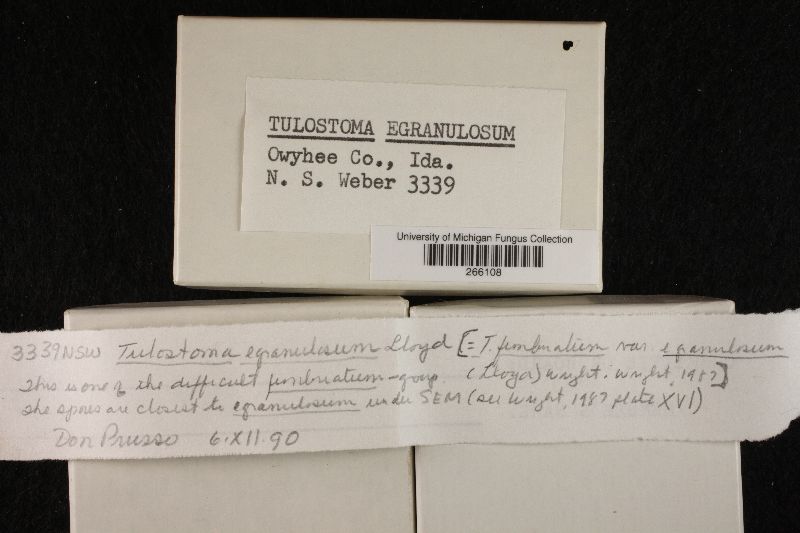 TULOSTOMA EGRANULOSUM
Owyhee Co., Ida.
N. S. Weber 3339
University of Michigan Fungus Collection
266108
3339NSW Tulostoma egranulosum Lloyd [= T. fimbriatum var. egranulosum
This is one of the difficult fimbriatum-group. (Lloyd) Wright; Wright, 1987]
The spores are closest to egranulosum under SEM (see Wright, 1987 plate XVI)
Don Prusso 6.XII.90